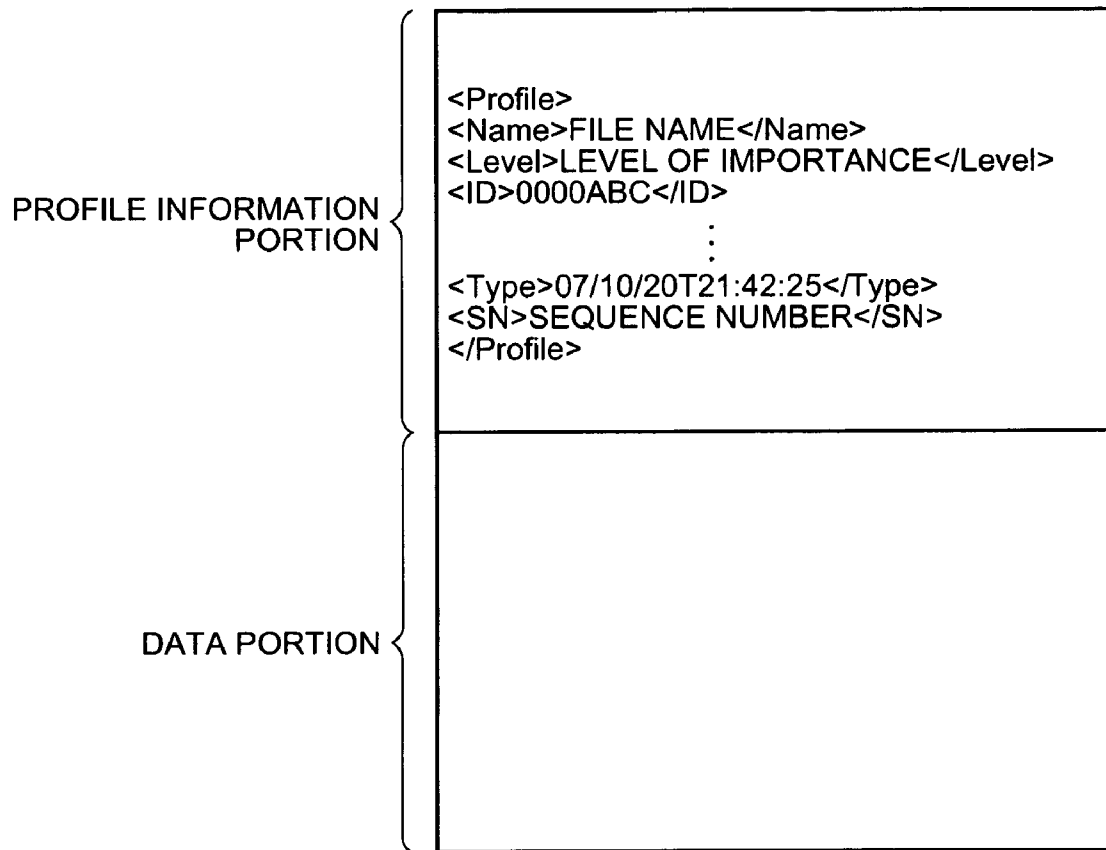 PROFILE INFORMATION
PORTION
<Profile>
<Name>FILE NAME</Name>
<Level>LEVEL OF IMPORTANCE</Level>
<ID>0000ABC</ID>
⋮
<Type>07/10/20T21:42:25</Type>
<SN>SEQUENCE NUMBER</SN>
</Profile>
DATA PORTION